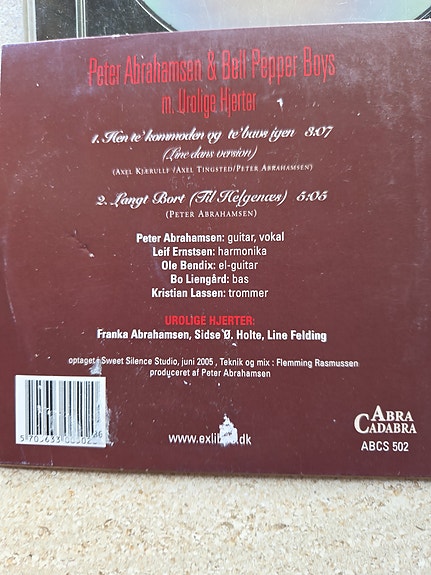 Peter Abrahamsen & Bell Pepper Boys
m. Urolige Hjerter
1. Hen te' kommoden og te'bavs igen 3:07
(Line dans version)
(Axel Kjærulf /Axel Tingsted/Peter Abrahamsen)
2. Langt Bort (Til Helgenæs) 5:05
(Peter Abrahamsen)
Peter Abrahamsen: guitar, vokal
Leif Ernstsen: harmonika
Ole Bendix: el-guitar
Bo Liengård: bas
Kristian Lassen: trommer
UROLIGE HJERTER:
Franka Abrahamsen, Sidse Ø. Holte, Line Felding
optaget: Sweet Silence Studio, juni 2005, Teknik og mix : Flemming Rasmussen
produceret af Peter Abrahamsen
ABRA
CADABRA
ABCS 502